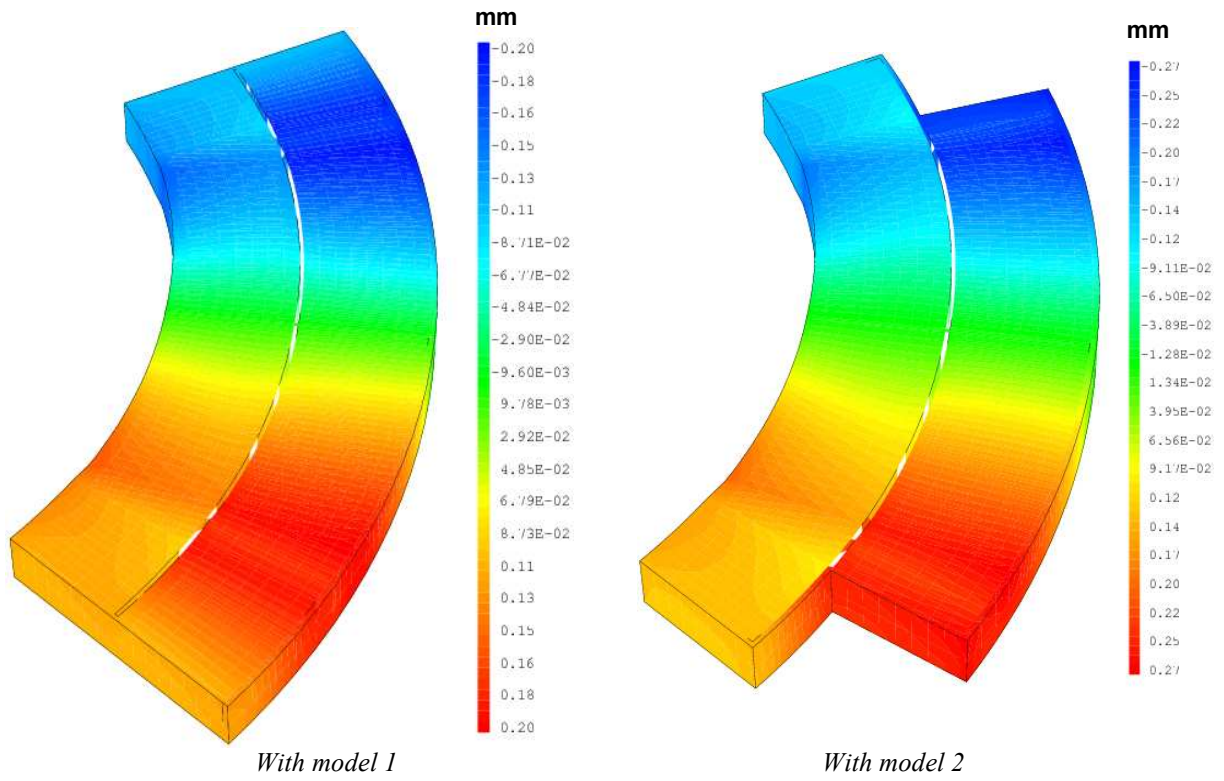 mm
-0.20
-0.18
-0.16
-0.15
-0.13
-0.11
-8.71E-02
-6.77E-02
-4.84E-02
-2.90E-02
-9.60E-03
9.78E-03
2.92E-02
4.85E-02
6.79E-02
8.73E-02
0.11
0.13
0.15
0.16
0.18
0.20
With model 1
mm
-0.27
-0.25
-0.22
-0.20
-0.17
-0.14
-0.12
-9.11E-02
-6.50E-02
-3.89E-02
-1.28E-02
1.34E-02
3.95E-02
6.56E-02
9.17E-02
0.12
0.14
0.17
0.20
0.22
0.25
0.27
With model 2